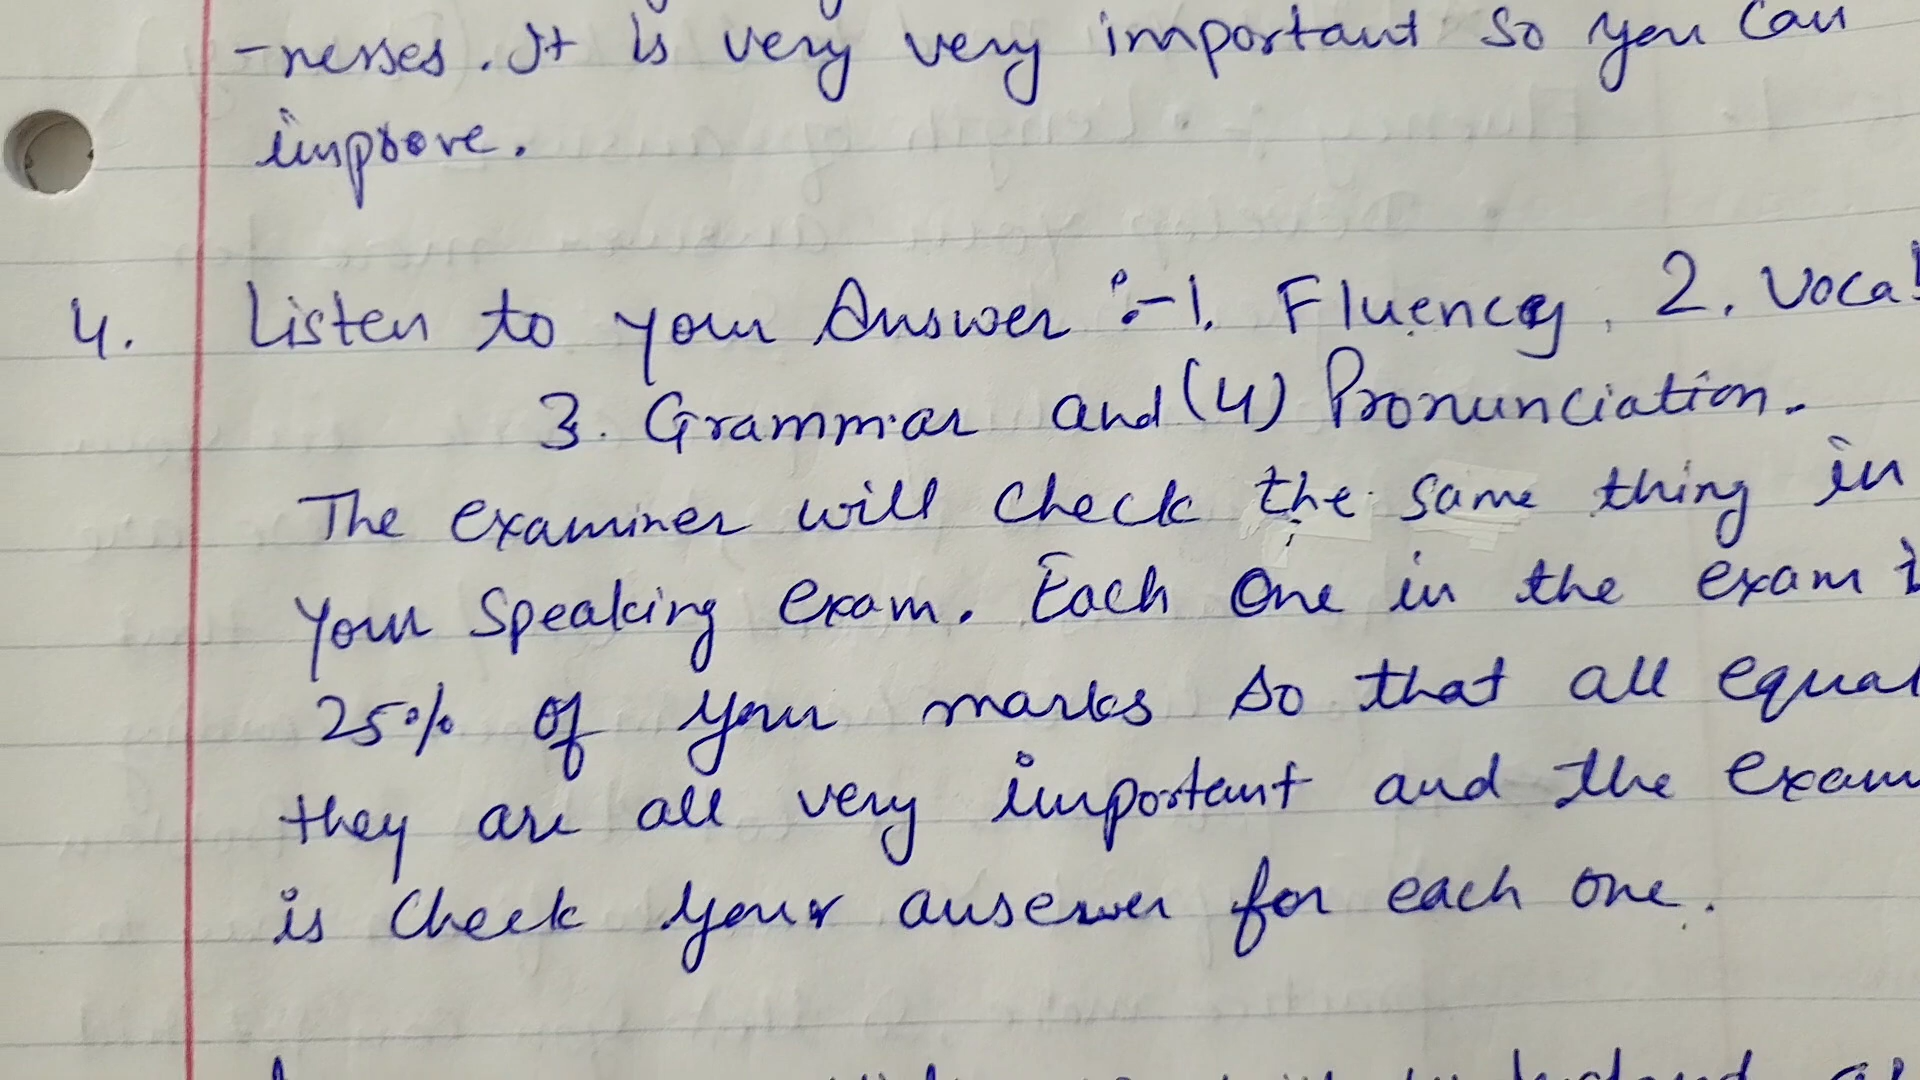 -nesses. It is very very important so you can
improve.
4. Listen to your Answer :- 1. Fluency, 2. Voca
3. Grammar and (4) Pronunciation.
The examiner will check the same thing in
your speaking exam. Each one in the exam
25% of your marks so that all equal
they are all very important and the exam
is check your ansewer for each one.